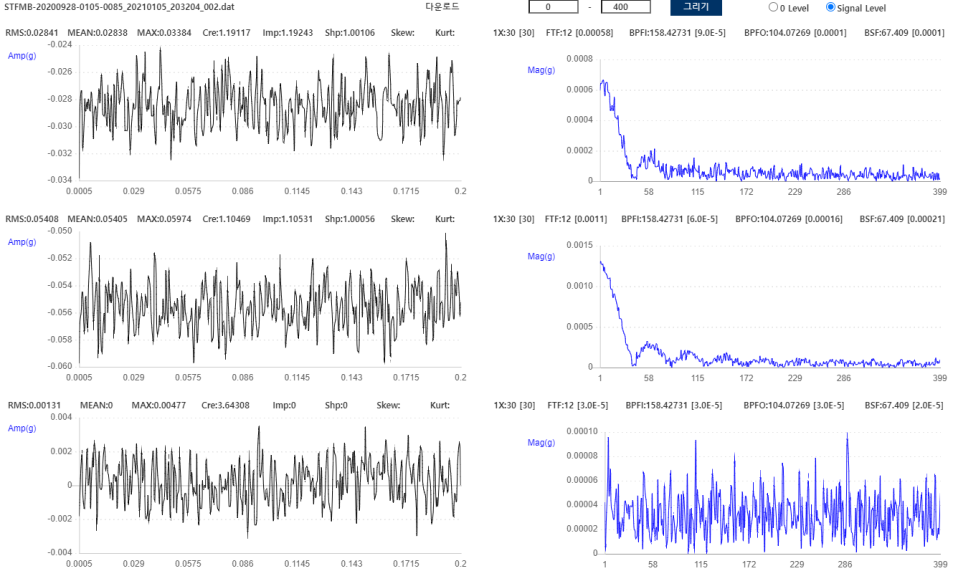 STFMB-20200928-0105-0085_20210105_203204_002.dat 다운로드 0 - 400 그리기 0 Level Signal Level
RMS:0.02841 MEAN:0.02838 MAX:0.03384 Cre:1.19117 Imp:1.19243 Shp:1.00106 Skew: Kurt:
Amp(g)
-0.024
-0.026
-0.028
-0.030
-0.032
-0.034
0.0005 0.029 0.0575 0.086 0.1145 0.143 0.1715 0.2
1X:30 [30] FTF:12 [0.00058] BPFI:158.42731 [9.0E-5] BPFO:104.07269 [0.0001] BSF:67.409 [0.0001]
Mag(g)
0.0008
0.0006
0.0004
0.0002
0
1 58 115 172 229 286 399
RMS:0.05408 MEAN:0.05405 MAX:0.05974 Cre:1.10469 Imp:1.10531 Shp:1.00056 Skew: Kurt:
Amp(g)
-0.050
-0.052
-0.054
-0.056
-0.058
-0.060
0.0005 0.029 0.0575 0.086 0.1145 0.143 0.1715 0.2
1X:30 [30] FTF:12 [0.0011] BPFI:158.42731 [6.0E-5] BPFO:104.07269 [0.00016] BSF:67.409 [0.00021]
Mag(g)
0.0015
0.0010
0.0005
0
1 58 115 172 229 286 399
RMS:0.00131 MEAN:0 MAX:0.00477 Cre:3.64308 Imp:0 Shp:0 Skew: Kurt:
Amp(g)
0.004
0.002
0
-0.002
-0.004
0.0005 0.029 0.0575 0.086 0.1145 0.143 0.1715 0.2
1X:30 [30] FTF:12 [3.0E-5] BPFI:158.42731 [3.0E-5] BPFO:104.07269 [3.0E-5] BSF:67.409 [2.0E-5]
Mag(g)
0.00010
0.00008
0.00006
0.00004
0.00002
0
1 58 115 172 229 286 399